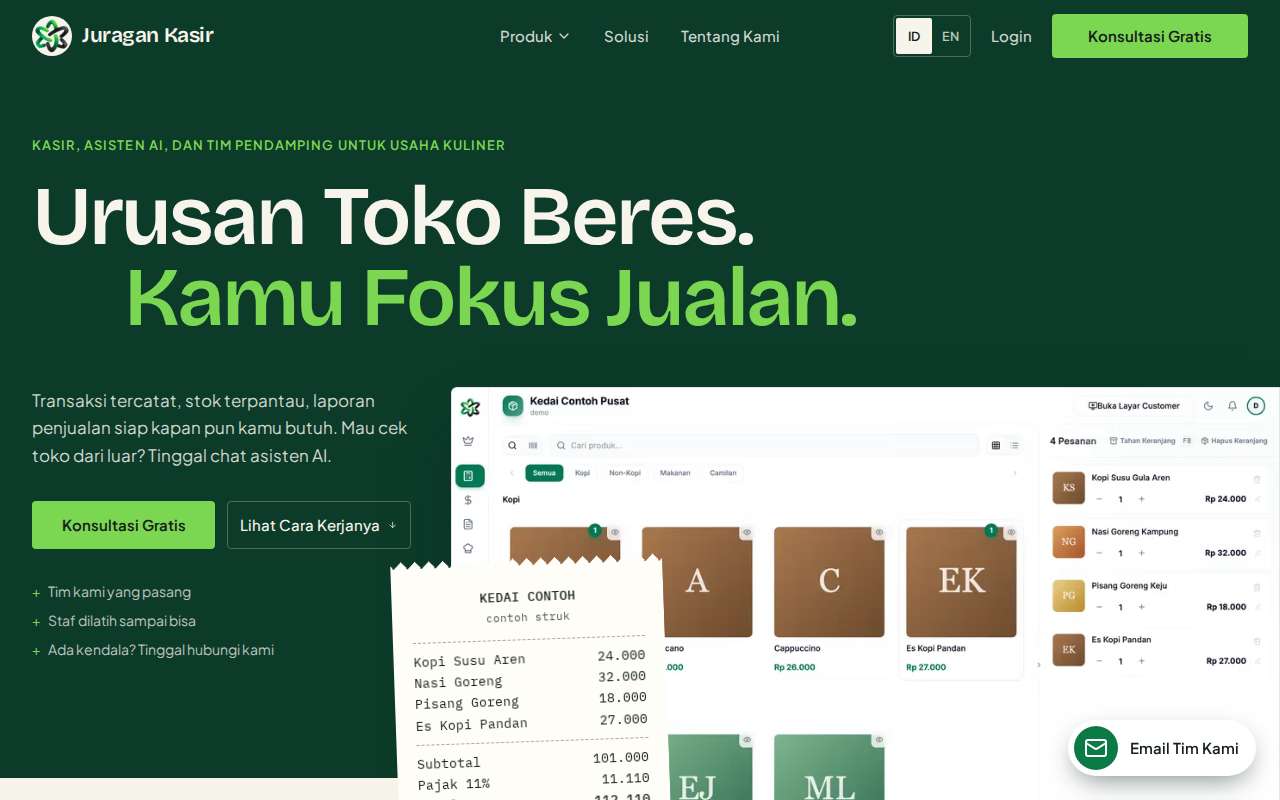 Juragan Kasir
Produk
Solusi
Tentang Kami
ID
EN
Login
Konsultasi Gratis
KASIR, ASISTEN AI, DAN TIM PENDAMPING UNTUK USAHA KULINER
Urusan Toko Beres.
Kamu Fokus Jualan.
Transaksi tercatat, stok terpantau, laporan
penjualan siap kapan pun kamu butuh. Mau cek
toko dari luar? Tinggal chat asisten AI.
Konsultasi Gratis
Lihat Cara Kerjanya ↓
+ Tim kami yang pasang
+ Staf dilatih sampai bisa
+ Ada kendala? Tinggal hubungi kami
Kedai Contoh Pusat
demo
Buka Layar Customer
D
Cari produk...
Semua
Kopi
Non-Kopi
Makanan
Camilan
Kopi
1
A
C
Cappuccino
Rp 26.000
1
EK
Es Kopi Pandan
Rp 27.000
EJ
ML
4 Pesanan
Tahan Keranjang F8
Hapus Keranjang
KS
Kopi Susu Gula Aren
− 1 +
Rp 24.000
NG
Nasi Goreng Kampung
− 1 +
Rp 32.000
PG
Pisang Goreng Keju
− 1 +
Rp 18.000
EK
Es Kopi Pandan
− 1 +
Rp 27.000
KEDAI CONTOH
contoh struk
Kopi Susu Aren 24.000
Nasi Goreng 32.000
Pisang Goreng 18.000
Es Kopi Pandan 27.000
Subtotal 101.000
Pajak 11% 11.110
Email Tim Kami